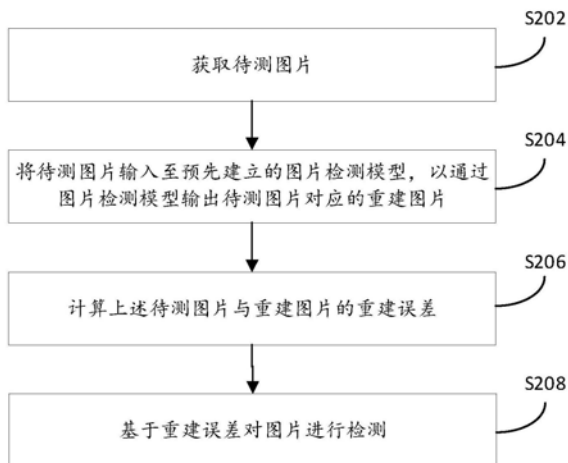 S202
获取待测图片
S204
将待测图片输入至预先建立的图片检测模型，以通过
图片检测模型输出待测图片对应的重建图片
S206
计算上述待测图片与重建图片的重建误差
S208
基于重建误差对图片进行检测